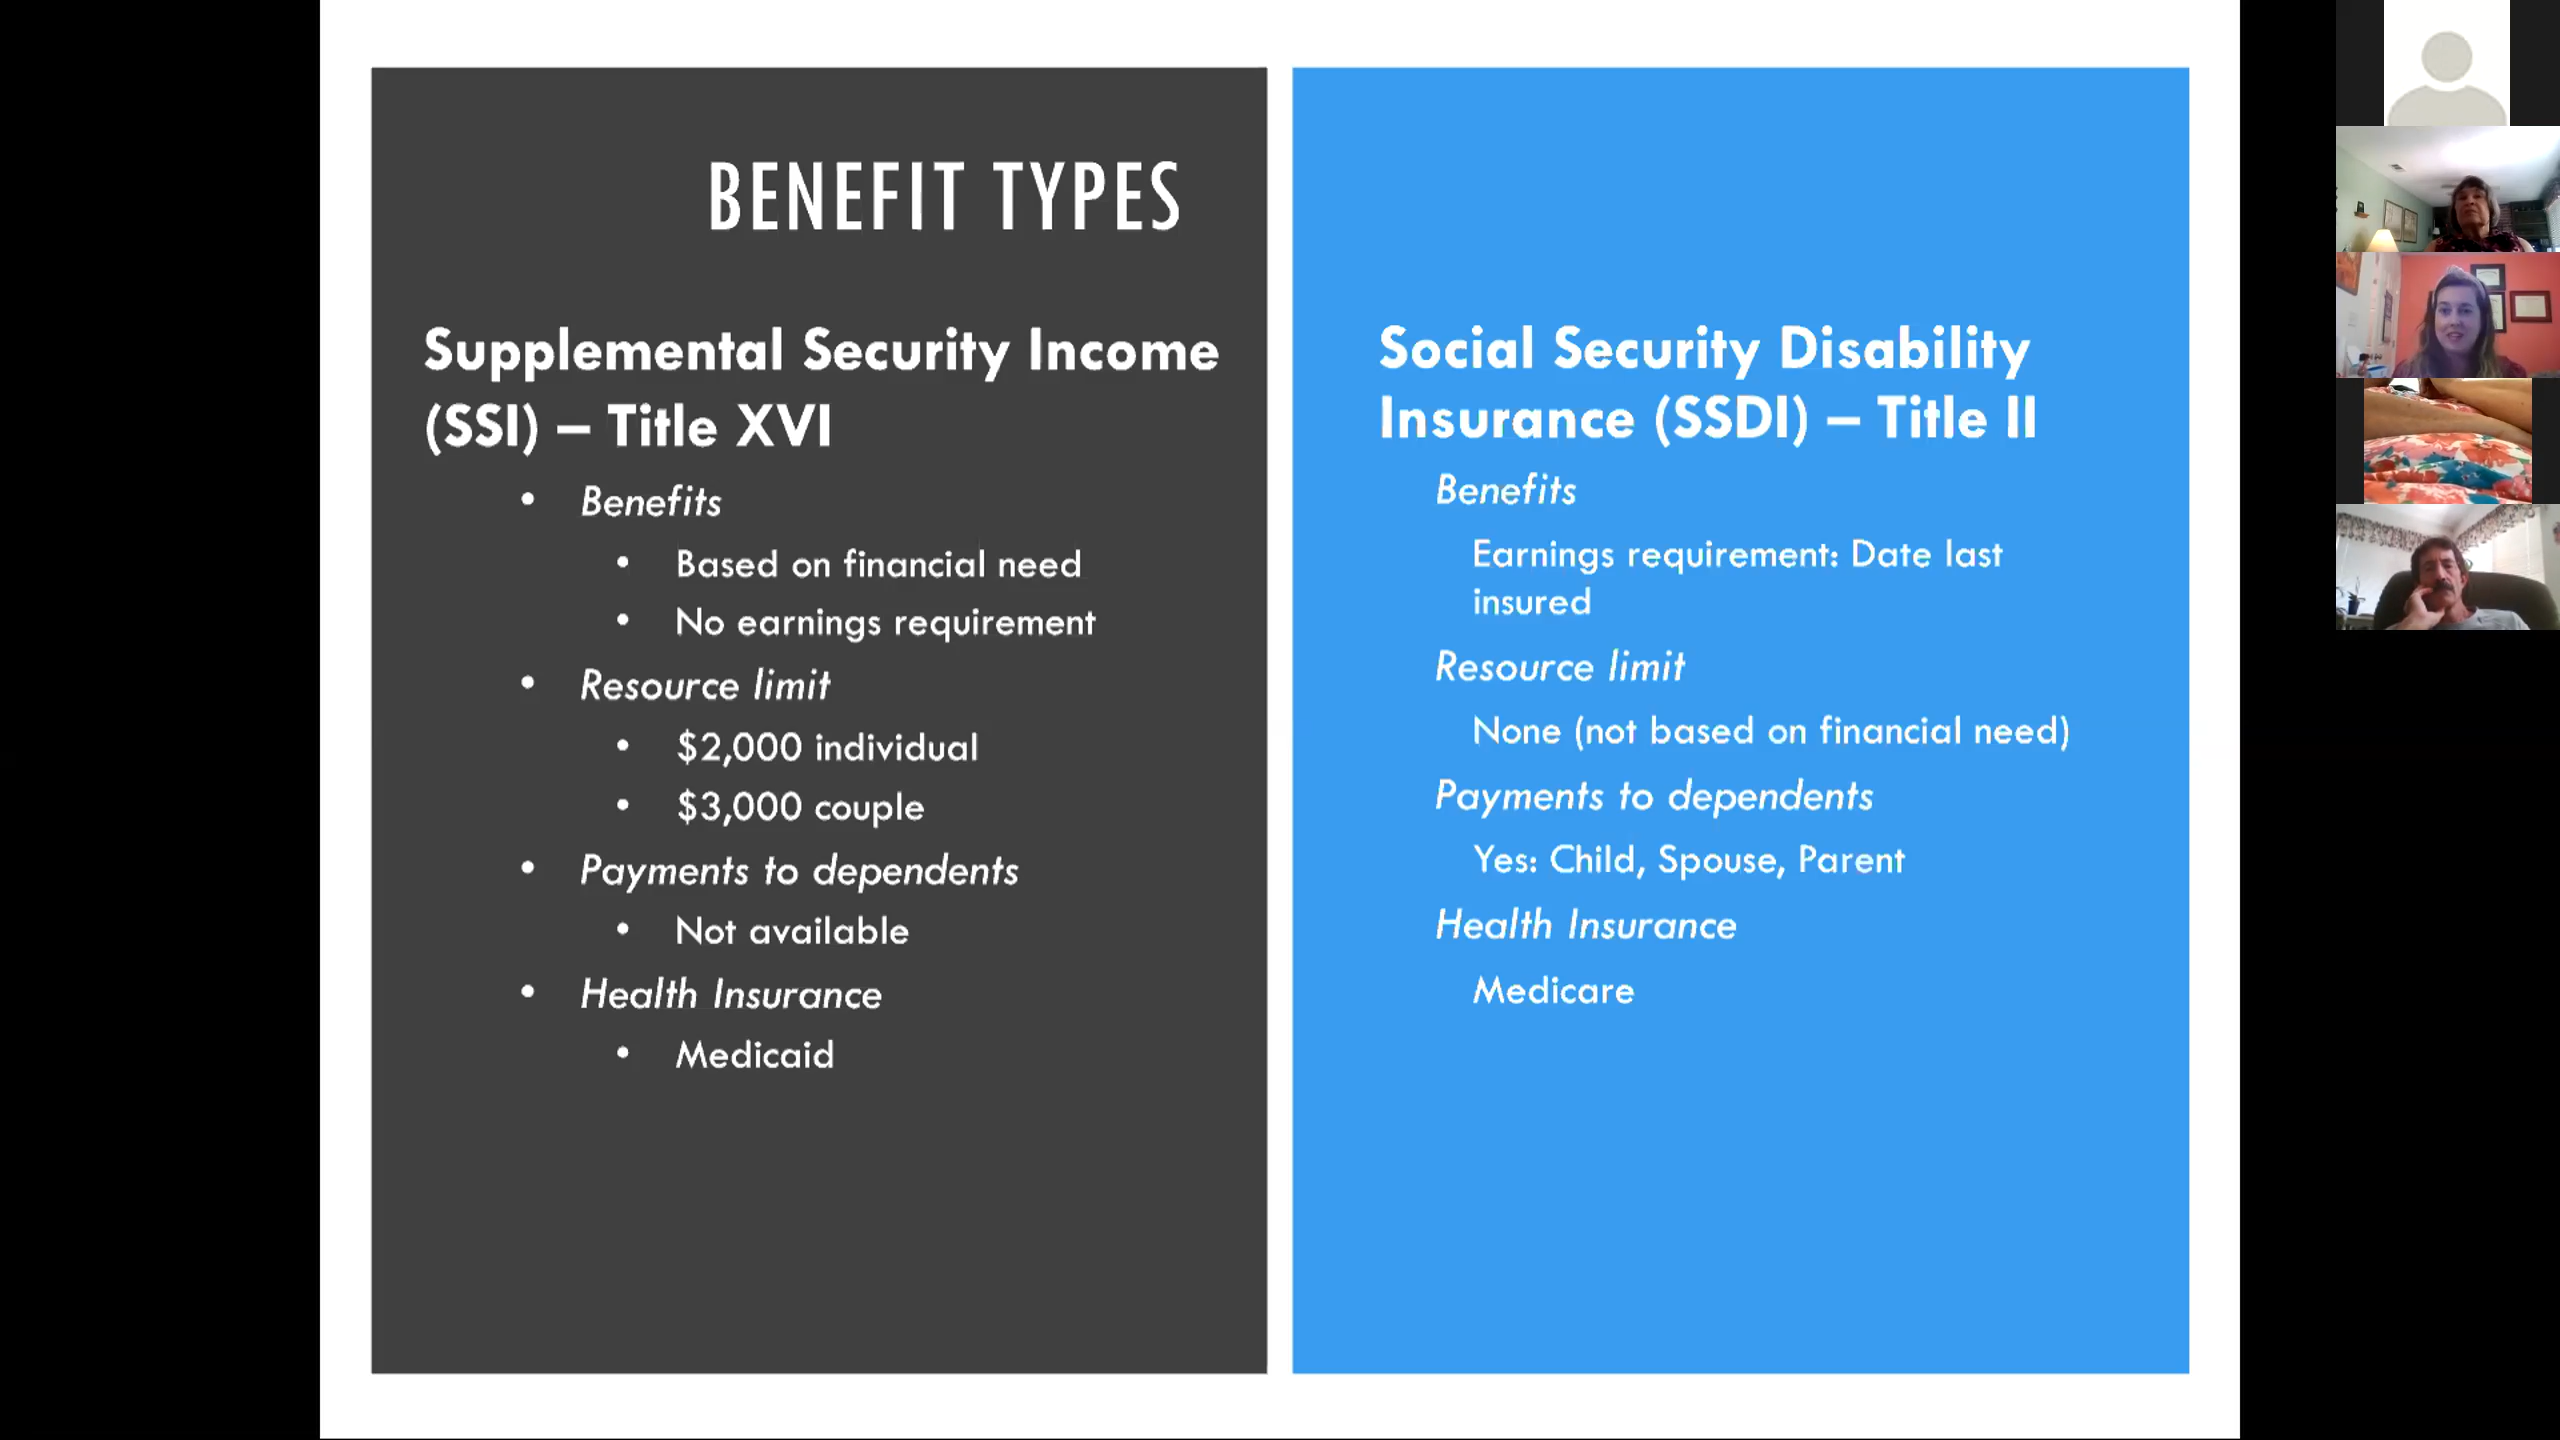 BENEFIT TYPES
Supplemental Security Income
(SSI) – Title XVI
• Benefits
• Based on financial need
• No earnings requirement
• Resource limit
• $2,000 individual
• $3,000 couple
• Payments to dependents
• Not available
• Health Insurance
• Medicaid
Social Security Disability
Insurance (SSDI) – Title II
Benefits
Earnings requirement: Date last
insured
Resource limit
None (not based on financial need)
Payments to dependents
Yes: Child, Spouse, Parent
Health Insurance
Medicare